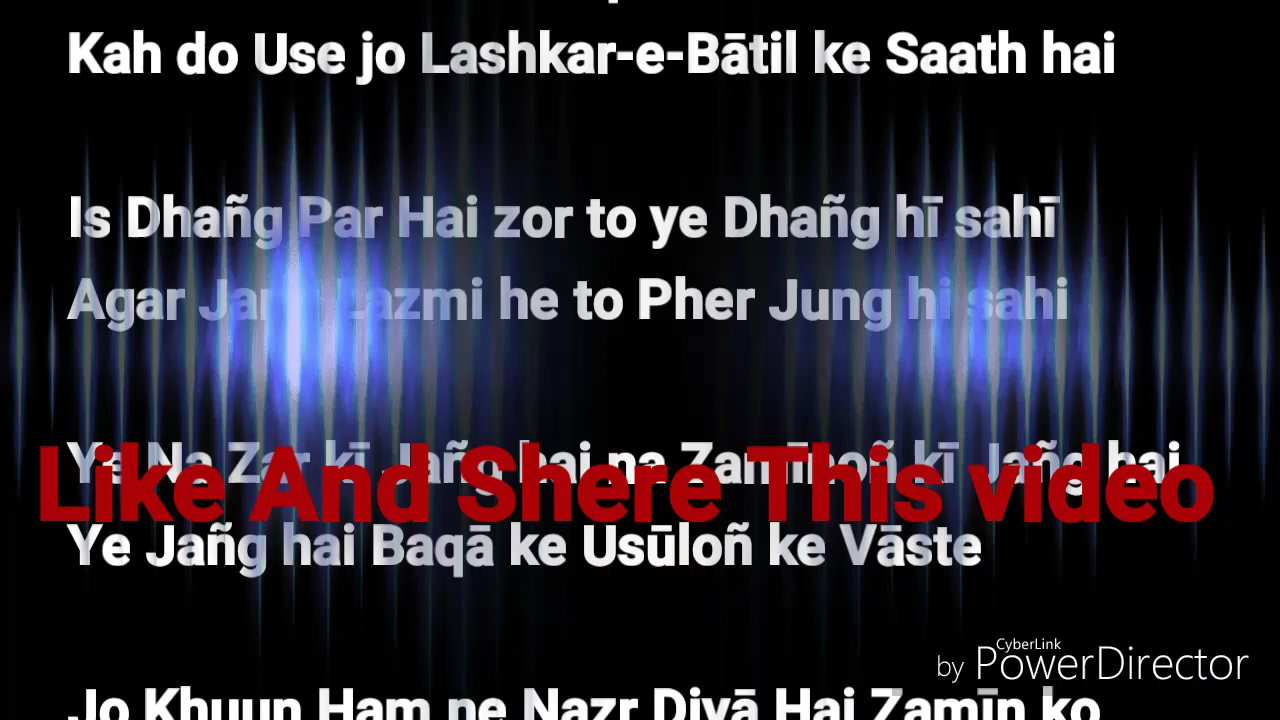 Kah do Use jo Lashkar-e-Bātil ke Saath hai
Is Dhañg Par Hai zor to ye Dhañg hī sahī
Agar Jang Lazmi he to Pher Jung hi sahi
Ye Na Zar kī Jañg hai na Zamīnoñ kī Jañg hai
Like And Shere This video
Ye Jañg hai Baqā ke Usūloñ ke Vāste
CyberLink
by PowerDirector
Jo Khuun Ham ne Nazr Diyā Hai Zamīn ko